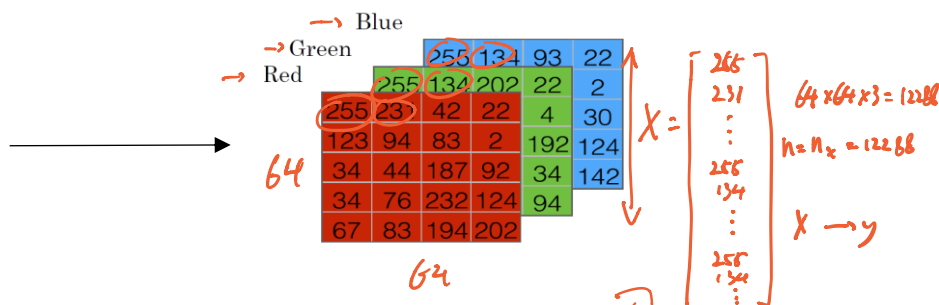 Blue
Green
Red
255 134 93 22
255 134 202 22 2
255 231 42 22 4 30
123 94 83 2 192 124
34 44 187 92 34 142
34 76 232 124 94
67 83 194 202
64
64
X =
255
231
255
134
255
134
64 x 64 x 3 = 12288
n = nx = 12288
X → y